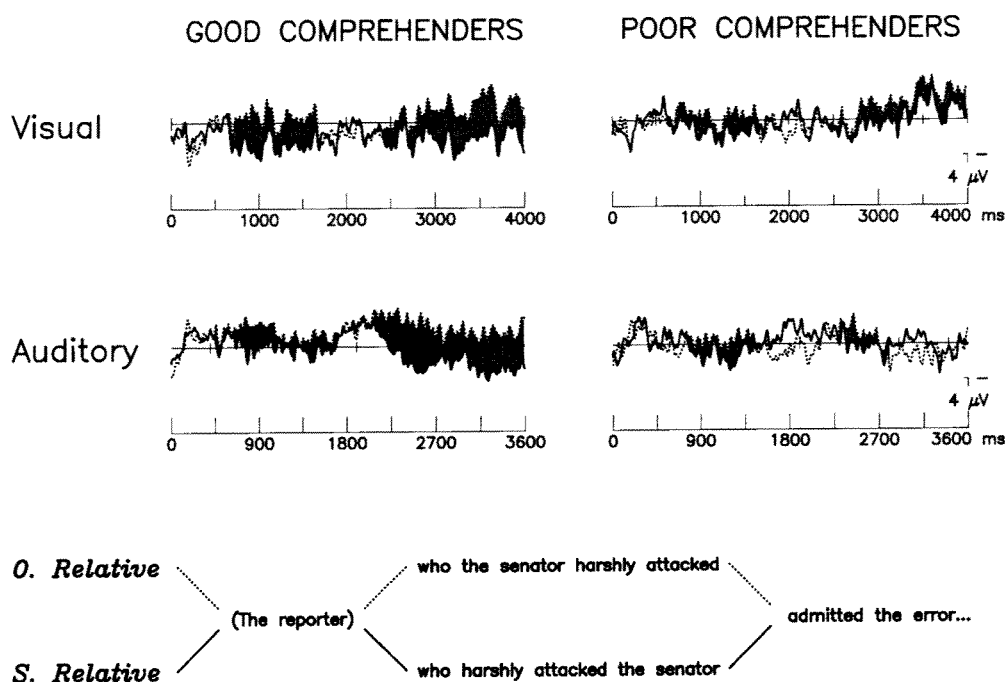 GOOD COMPREHENDERS POOR COMPREHENDERS
Visual
4 μV
0 1000 2000 3000 4000 0 1000 2000 3000 4000 ms
Auditory
4 μV
0 900 1800 2700 3600 0 900 1800 2700 3600 ms
O. Relative who the senator harshly attacked
(The reporter) admitted the error...
S. Relative who harshly attacked the senator